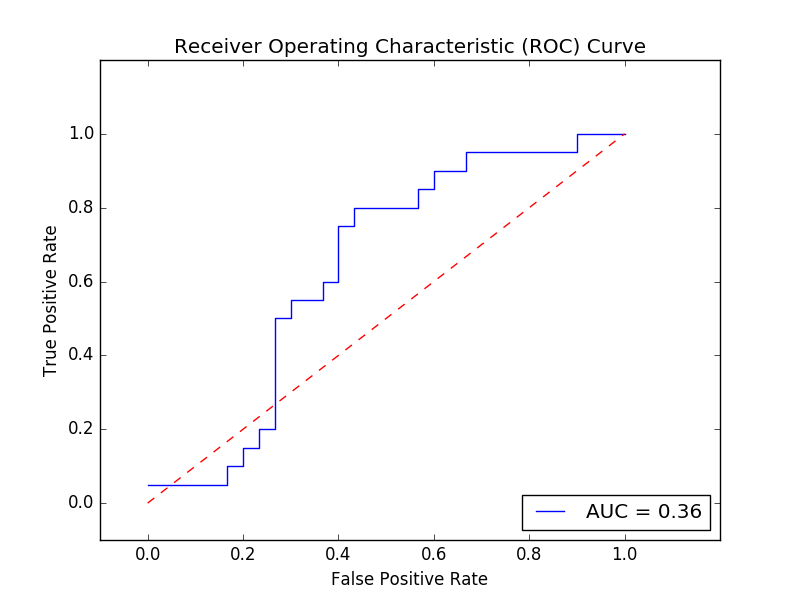 Receiver Operating Characteristic (ROC) Curve
True Positive Rate
1.0
0.8
0.6
0.4
0.2
0.0
AUC = 0.36
0.0 0.2 0.4 0.6 0.8 1.0
False Positive Rate